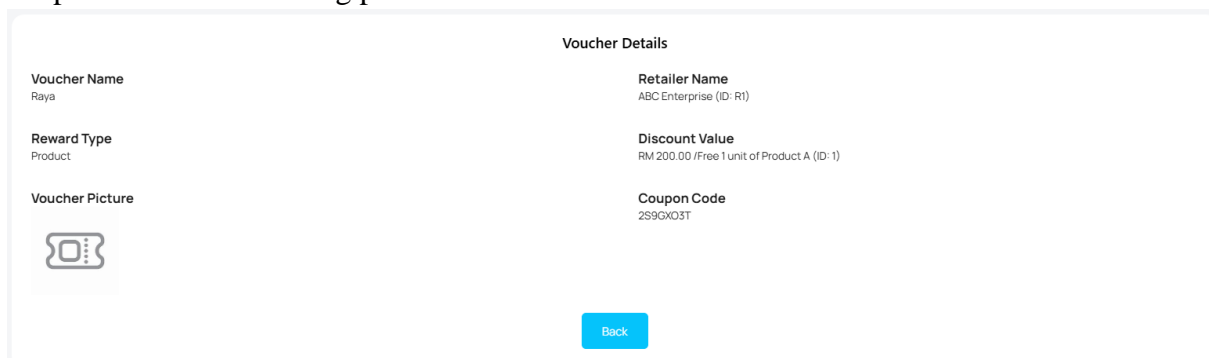 Voucher Details
Voucher Name
Raya
Retailer Name
ABC Enterprise (ID: R1)
Reward Type
Product
Discount Value
RM 200.00 /Free 1 unit of Product A (ID: 1)
Voucher Picture
Coupon Code
2S9GXO3T
Back